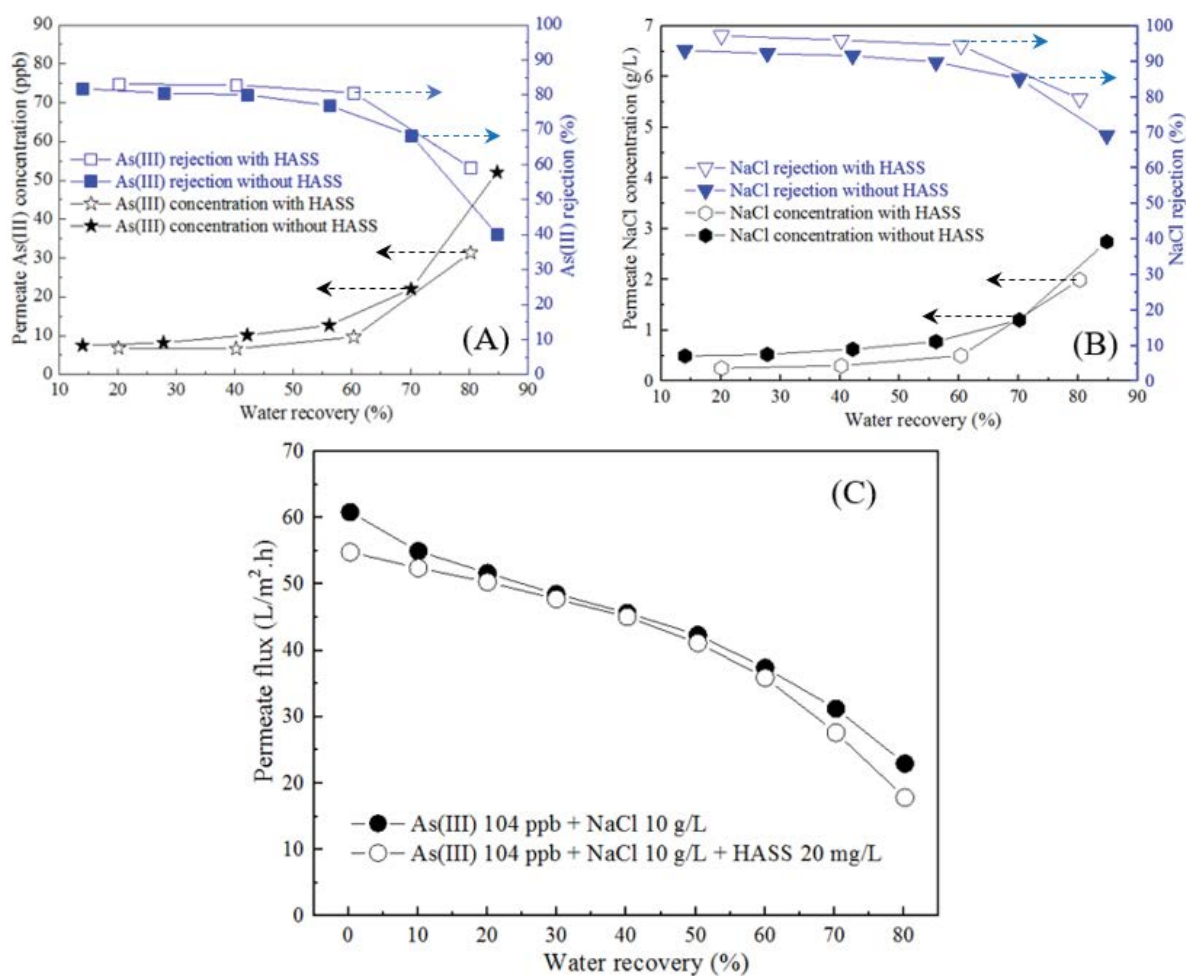 90
80
70
60
50
40
30
20
10
0
Permeate As(III) concentration (ppb)
100
90
80
70
60
50
40
30
20
10
0
As(III) rejection (%)
As(III) rejection with HASS
As(III) rejection without HASS
As(III) concentration with HASS
As(III) concentration without HASS
(A)
10 20 30 40 50 60 70 80 90
Water recovery (%)
7
6
5
4
3
2
1
0
Permeate NaCl concentration (g/L)
100
90
80
70
60
50
40
30
20
10
0
NaCl rejection (%)
NaCl rejection with HASS
NaCl rejection without HASS
NaCl concentration with HASS
NaCl concentration without HASS
(B)
10 20 30 40 50 60 70 80 90
Water recovery (%)
70
60
50
40
30
20
10
0
Permeate flux (L/m².h)
(C)
As(III) 104 ppb + NaCl 10 g/L
As(III) 104 ppb + NaCl 10 g/L + HASS 20 mg/L
0 10 20 30 40 50 60 70 80
Water recovery (%)